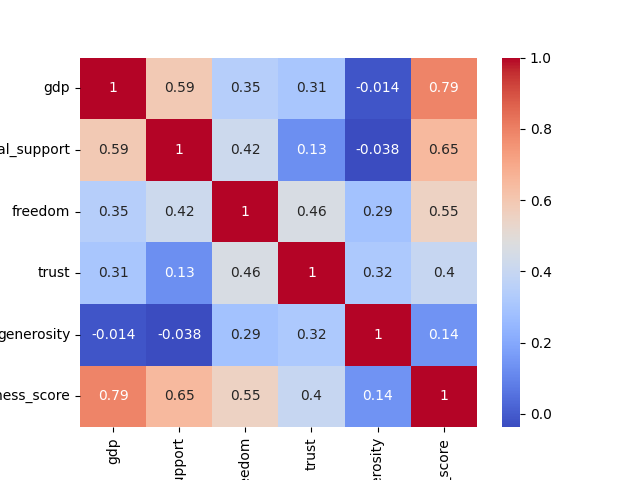 gdp 1 0.59 0.35 0.31 -0.014 0.79
al_support 0.59 1 0.42 0.13 -0.038 0.65
freedom 0.35 0.42 1 0.46 0.29 0.55
trust 0.31 0.13 0.46 1 0.32 0.4
generosity -0.014 -0.038 0.29 0.32 1 0.14
ness_score 0.79 0.65 0.55 0.4 0.14 1
gdp
upport
edom
trust
erosity
_score
1.0
0.8
0.6
0.4
0.2
0.0